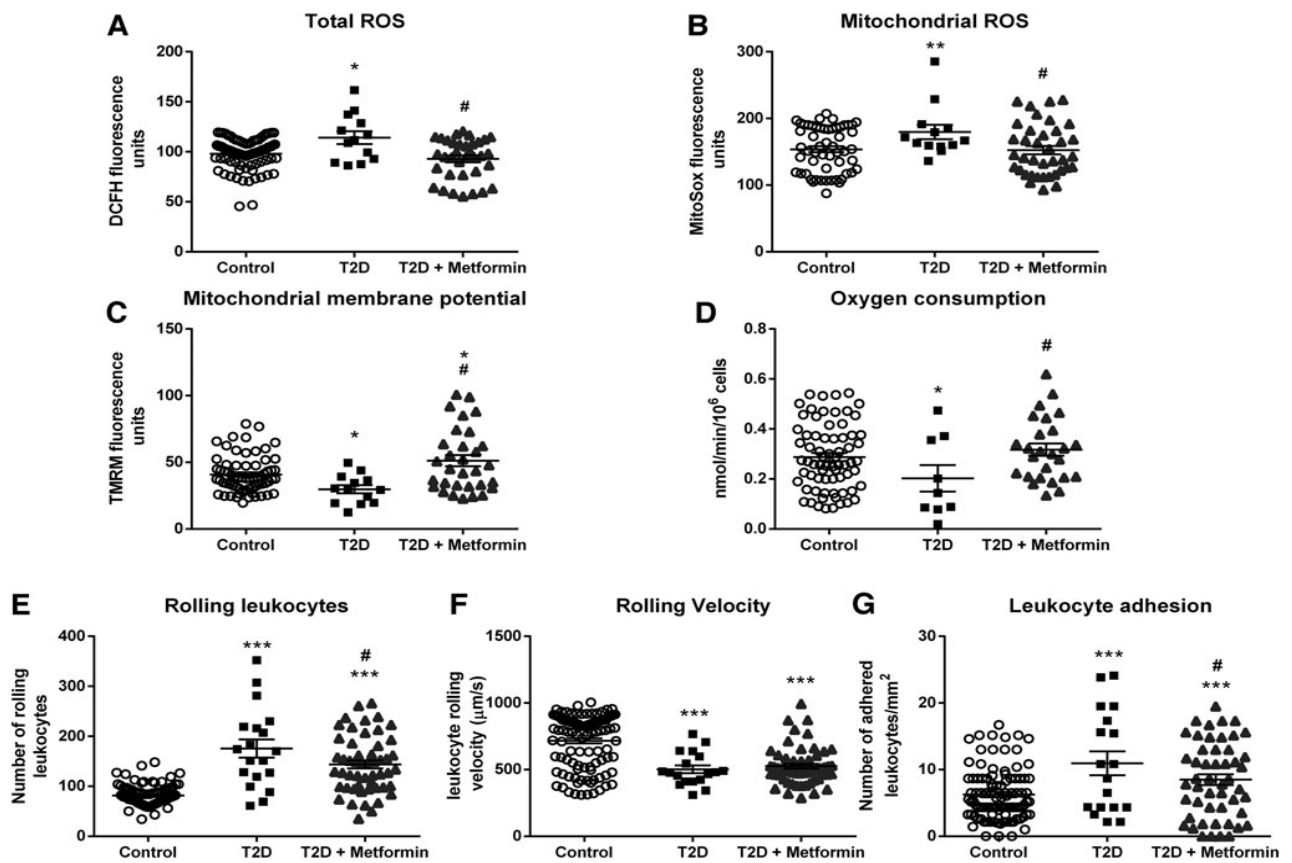 A
Total ROS
DCFH fluorescence
units
200
150
100
50
0
*
#
Control
T2D
T2D + Metformin
B
Mitochondrial ROS
MitoSox fluorescence
units
300
200
100
0
**
#
Control
T2D
T2D + Metformin
C
Mitochondrial membrane potential
TMRM fluorescence
units
150
100
50
0
*
*
#
Control
T2D
T2D + Metformin
D
Oxygen consumption
nmol/min/10⁶ cells
0.8
0.6
0.4
0.2
0.0
*
#
Control
T2D
T2D + Metformin
E
Rolling leukocytes
Number of rolling
leukocytes
400
300
200
100
0
***
#
***
Control
T2D
T2D + Metformin
F
Rolling Velocity
leukocyte rolling
velocity (μm/s)
1500
1000
500
0
***
***
Control
T2D
T2D + Metformin
G
Leukocyte adhesion
Number of adhered
leukocytes/mm²
30
20
10
0
***
#
***
Control
T2D
T2D + Metformin